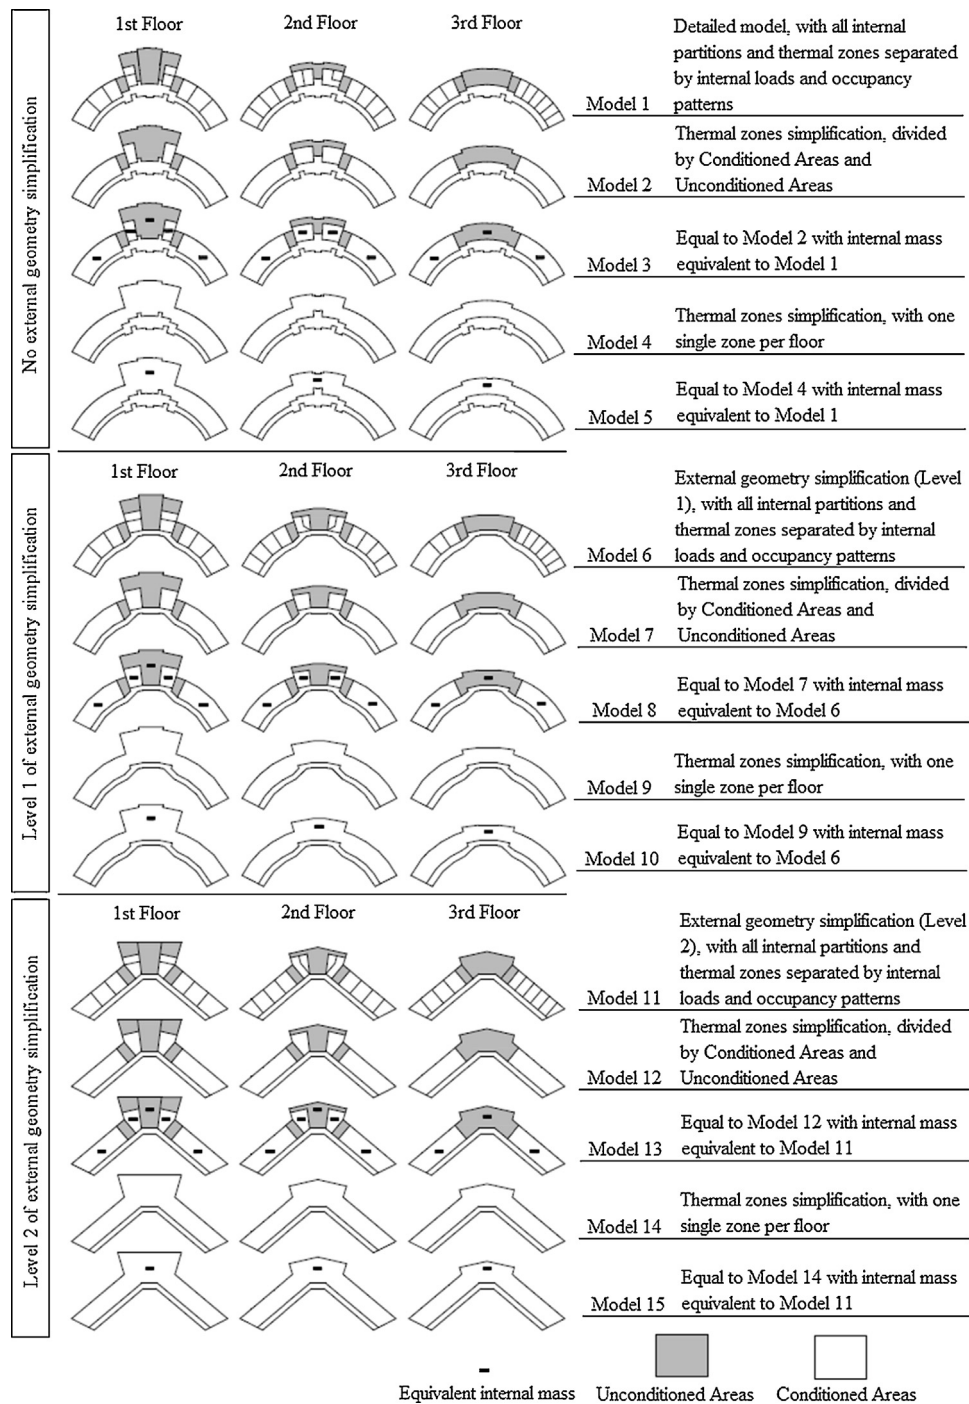 No external geometry simplification
1st Floor
2nd Floor
3rd Floor
Model 1
Detailed model, with all internal
partitions and thermal zones separated
by internal loads and occupancy
patterns
Model 2
Thermal zones simplification, divided
by Conditioned Areas and
Unconditioned Areas
Model 3
Equal to Model 2 with internal mass
equivalent to Model 1
Model 4
Thermal zones simplification, with one
single zone per floor
Model 5
Equal to Model 4 with internal mass
equivalent to Model 1
Level 1 of external geometry simplification
1st Floor
2nd Floor
3rd Floor
Model 6
External geometry simplification (Level
1), with all internal partitions and
thermal zones separated by internal
loads and occupancy patterns
Model 7
Thermal zones simplification, divided
by Conditioned Areas and
Unconditioned Areas
Model 8
Equal to Model 7 with internal mass
equivalent to Model 6
Model 9
Thermal zones simplification, with one
single zone per floor
Model 10
Equal to Model 9 with internal mass
equivalent to Model 6
Level 2 of external geometry simplification
1st Floor
2nd Floor
3rd Floor
Model 11
External geometry simplification (Level
2), with all internal partitions and
thermal zones separated by internal
loads and occupancy patterns
Model 12
Thermal zones simplification, divided
by Conditioned Areas and
Unconditioned Areas
Model 13
Equal to Model 12 with internal mass
equivalent to Model 11
Model 14
Thermal zones simplification, with one
single zone per floor
Model 15
Equal to Model 14 with internal mass
equivalent to Model 11
Equivalent internal mass
Unconditioned Areas
Conditioned Areas